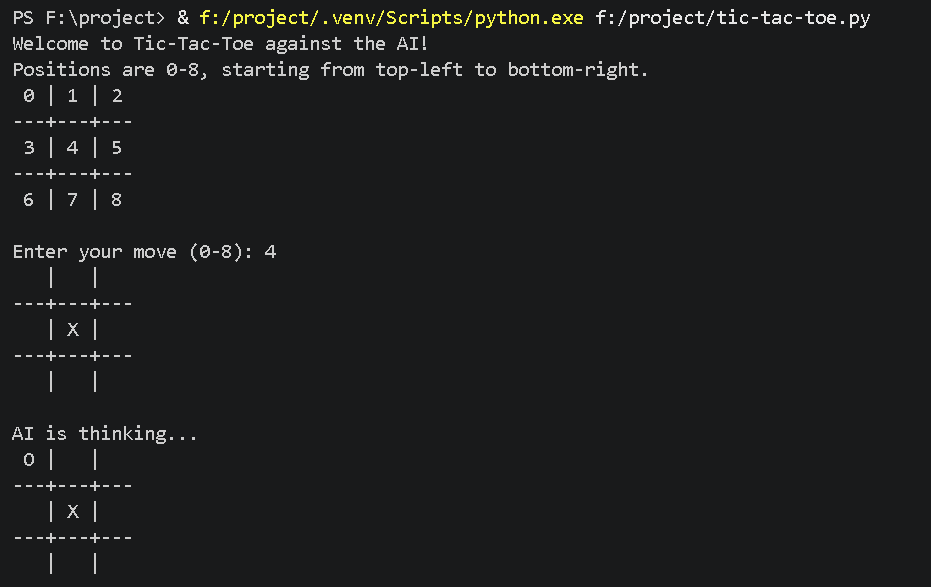 PS F:\project> & f:/project/.venv/Scripts/python.exe f:/project/tic-tac-toe.py
Welcome to Tic-Tac-Toe against the AI!
Positions are 0-8, starting from top-left to bottom-right.
 0 | 1 | 2
---+---+---
 3 | 4 | 5
---+---+---
 6 | 7 | 8

Enter your move (0-8): 4
   |   |
---+---+---
   | X |
---+---+---
   |   |

AI is thinking...
 O |   |
---+---+---
   | X |
---+---+---
   |   |